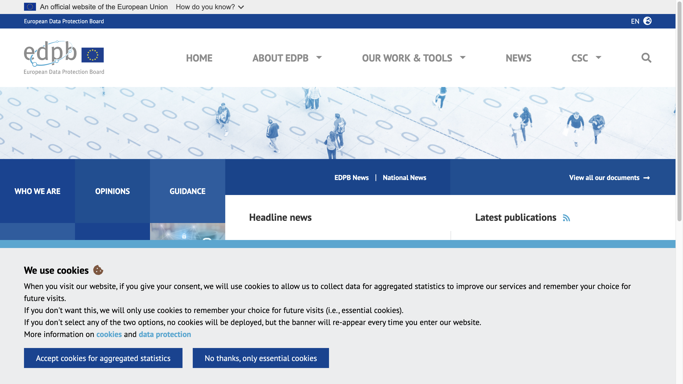 An official website of the European Union How do you know?
European Data Protection Board EN
edpb
European Data Protection Board
HOME ABOUT EDPB OUR WORK & TOOLS NEWS CSC
WHO WE ARE OPINIONS GUIDANCE
EDPB News | National News
View all our documents →
Headline news
Latest publications
We use cookies
When you visit our website, if you give your consent, we will use cookies to allow us to collect data for aggregated statistics to improve our services and remember your choice for
future visits.
If you don't want this, we will only use cookies to remember your choice for future visits (i.e., essential cookies).
If you don't select any of the two options, no cookies will be deployed, but the banner will re-appear every time you enter our website.
More information on cookies and data protection
Accept cookies for aggregated statistics No thanks, only essential cookies